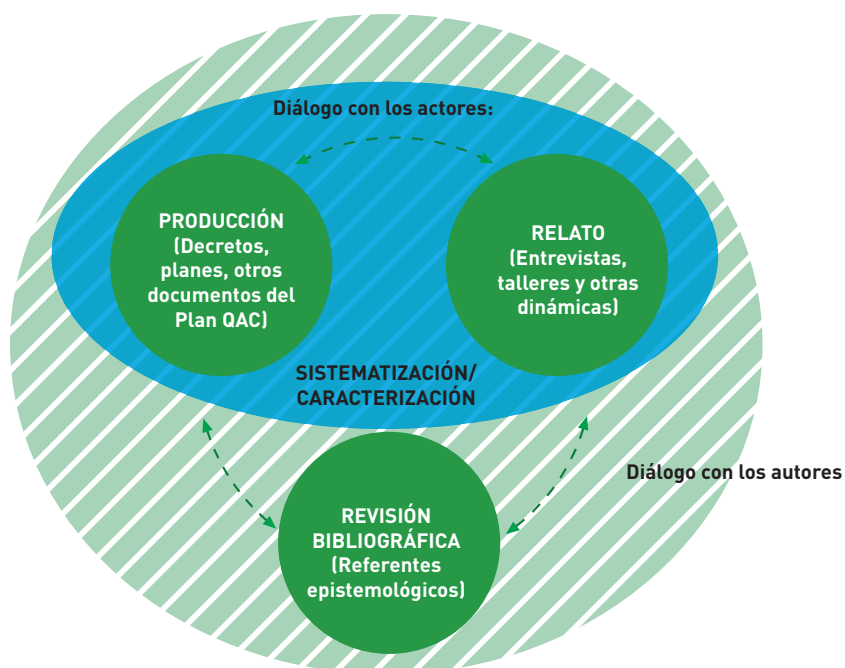 Diálogo con los actores:
PRODUCCIÓN
(Decretos,
planes, otros
documentos del
Plan QAC)
RELATO
(Entrevistas,
talleres y otras
dinámicas)
SISTEMATIZACIÓN/
CARACTERIZACIÓN
Diálogo con los autores
REVISIÓN
BIBLIOGRÁFICA
(Referentes
epistemológicos)